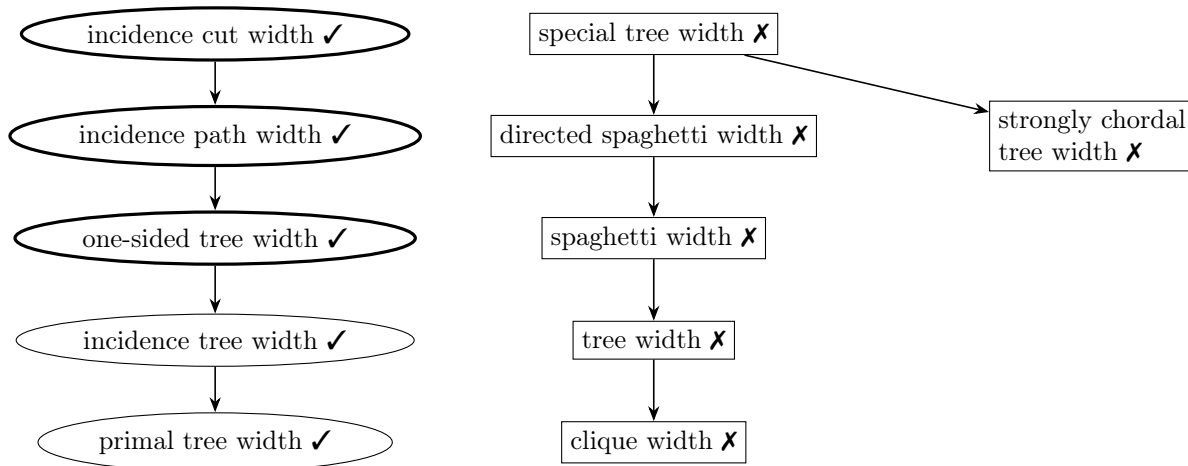 incidence cut width ✓
special tree width ✗
incidence path width ✓
directed spaghetti width ✗
strongly chordal
tree width ✗
one-sided tree width ✓
spaghetti width ✗
incidence tree width ✓
tree width ✗
primal tree width ✓
clique width ✗